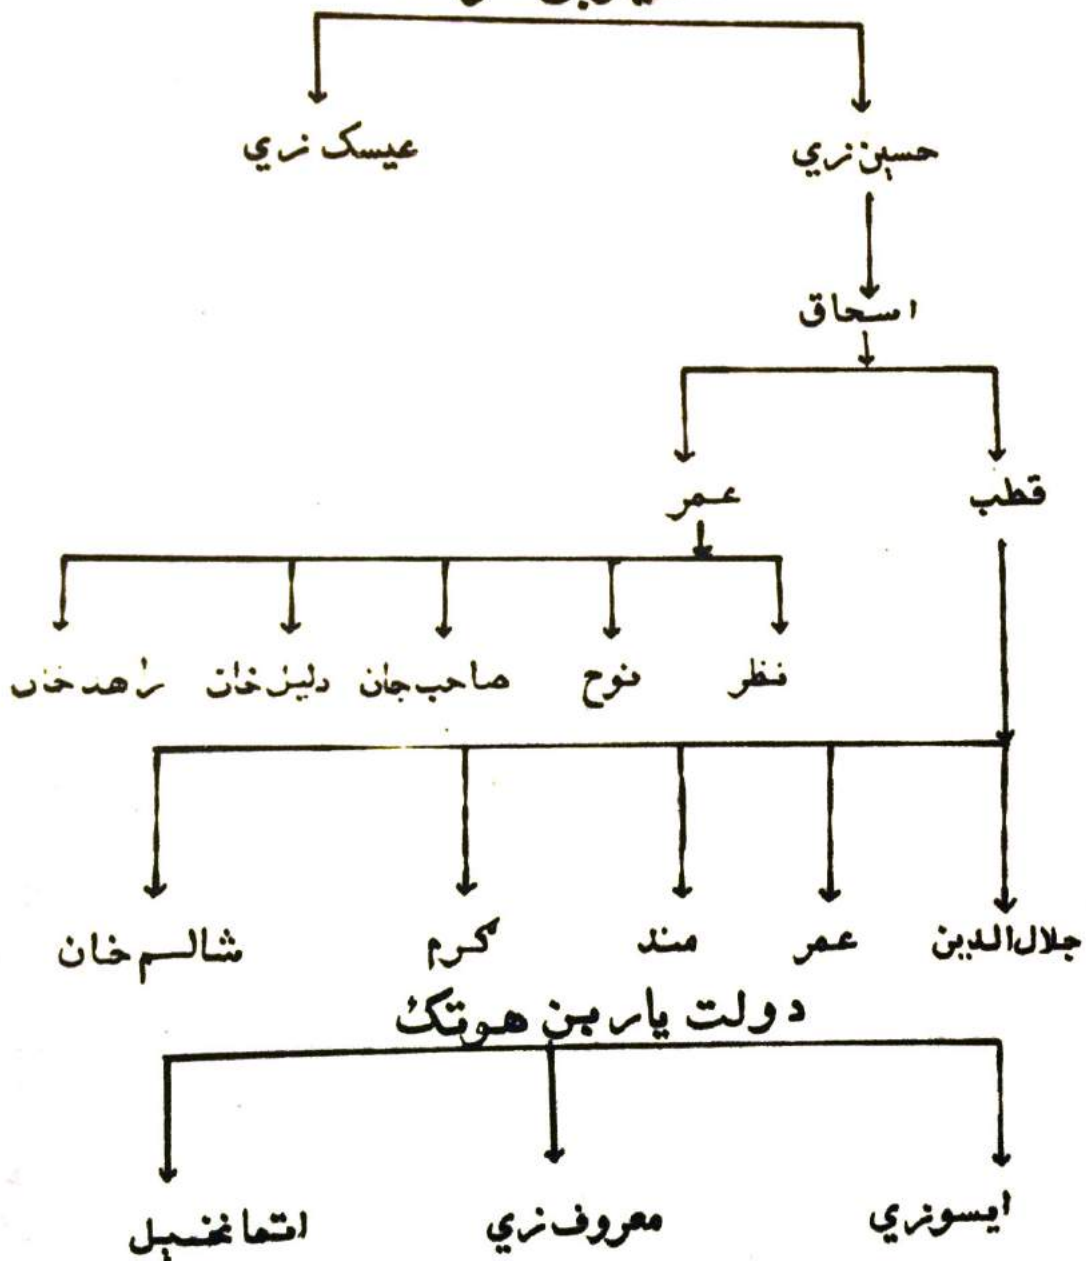 حسین زي عیسک زي
اسحاق
قطب عمر
نظر نوح صاحب جان دلیل خان زاهد خان
جلال الدین عمر مند کرم شالم خان
دولت یار بن هوتک
ایسوزي معروف زي اتمانخیل